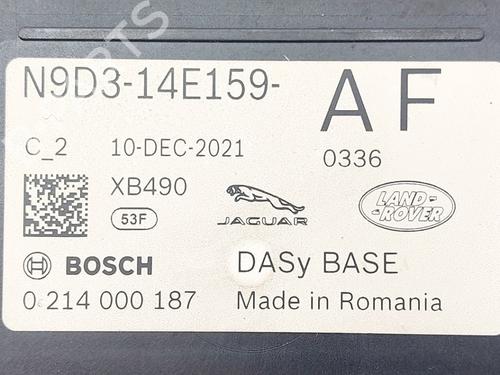 N9D3-14E159- AF
C_2 10-DEC-2021 0336
XB490
53F
JAGUAR
LAND-
-ROVER
BOSCH DASy BASE
0 214 000 187 Made in Romania